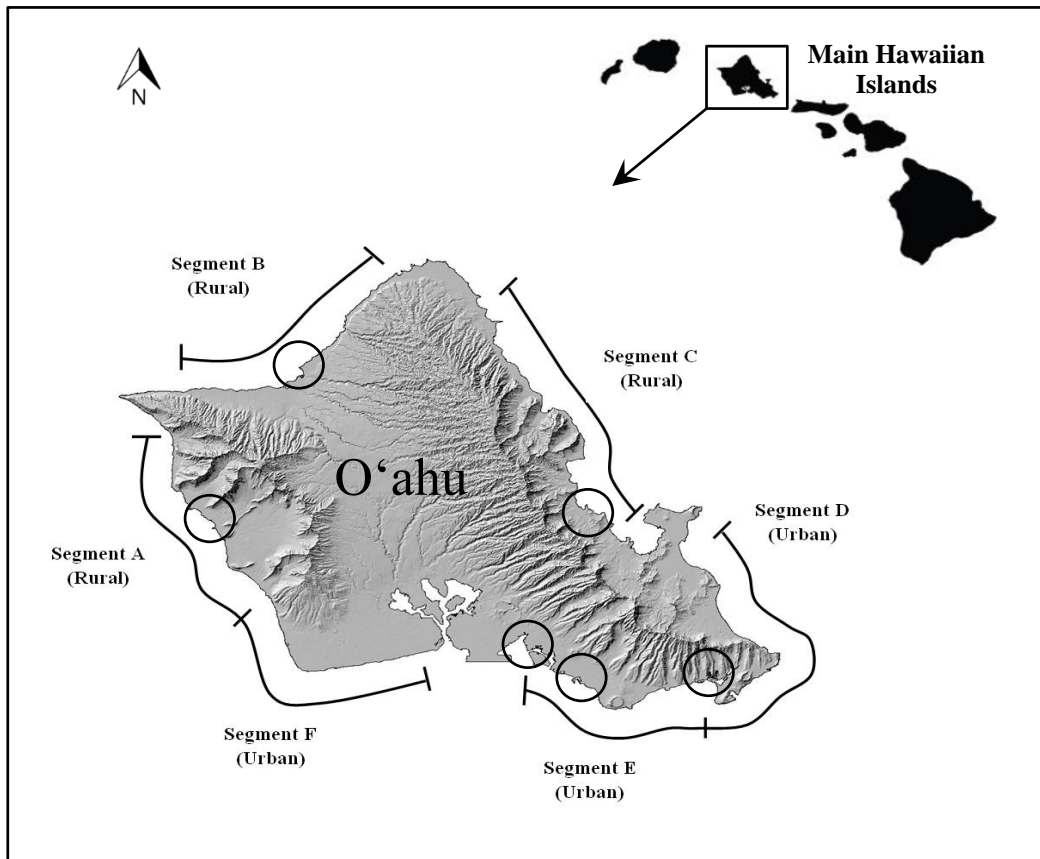 N
Main Hawaiian
Islands
Segment B
(Rural)
Segment C
(Rural)
O‘ahu
Segment D
(Urban)
Segment A
(Rural)
Segment F
(Urban)
Segment E
(Urban)